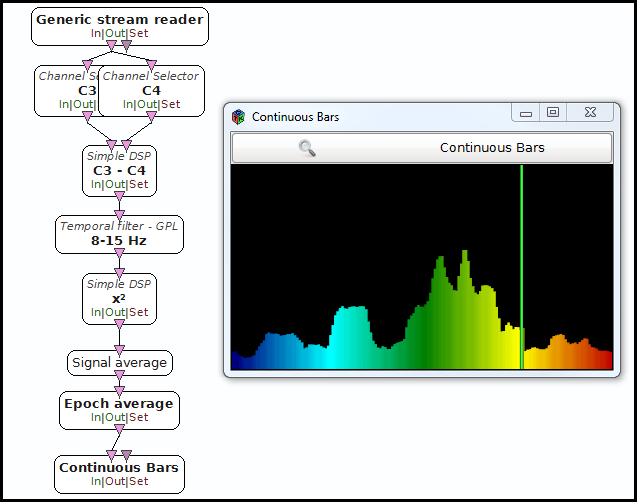 Generic stream reader
In|Out|Set
Channel Se
C3
In|Out|
Channel Selector
C4
In|Out|Set
Simple DSP
C3 - C4
In|Out|Set
Temporal filter - GPL
8-15 Hz
In|Out|Set
Simple DSP
x²
In|Out|Set
Signal average
Epoch average
In|Out|Set
Continuous Bars
In|Out|Set
Continuous Bars
Continuous Bars